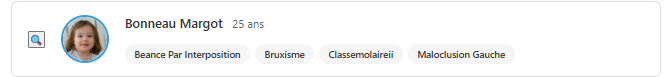 Bonneau Margot 25 ans
Beance Par Interposition Bruxisme Classemolaireii Maloclusion Gauche